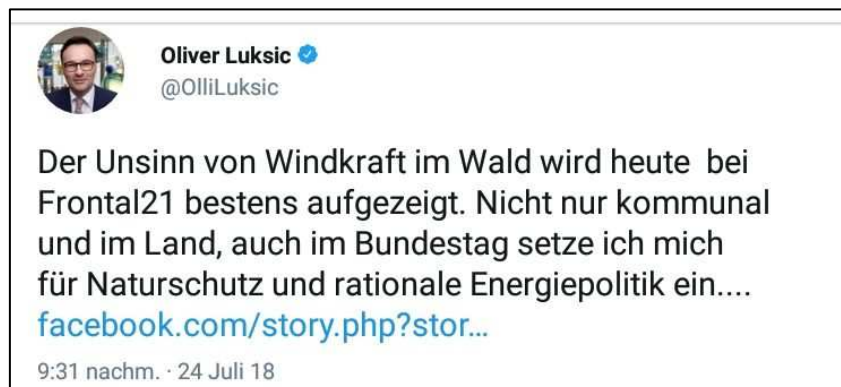 Oliver Luksic
@OlliLuksic
Der Unsinn von Windkraft im Wald wird heute bei
Frontal21 bestens aufgezeigt. Nicht nur kommunal
und im Land, auch im Bundestag setze ich mich
für Naturschutz und rationale Energiepolitik ein....
facebook.com/story.php?stor...
9:31 nachm. · 24 Juli 18